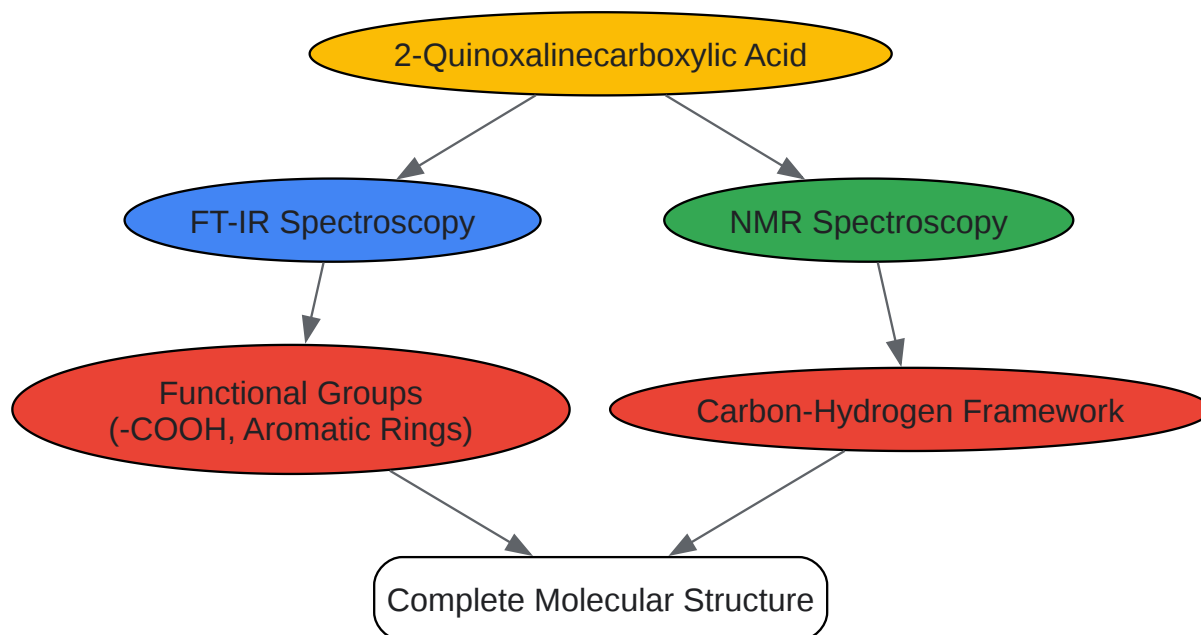 2-Quinoxalinecarboxylic Acid
FT-IR Spectroscopy
NMR Spectroscopy
Functional Groups
(-COOH, Aromatic Rings)
Carbon-Hydrogen Framework
Complete Molecular Structure